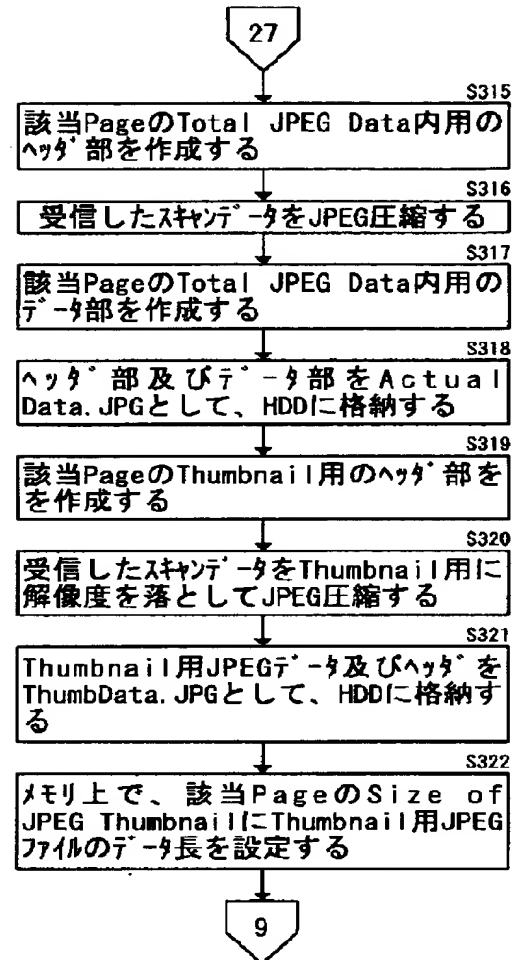 27
S315
該当PageのTotal JPEG Data内用の
ﾍｯﾀﾞ部を作成する
S316
受信したｽｷｬﾝﾃﾞｰﾀをJPEG圧縮する
S317
該当PageのTotal JPEG Data内用の
ﾃﾞｰﾀ部を作成する
S318
ﾍｯﾀﾞ部及びﾃﾞｰﾀ部をActual
Data.JPGとして、HDDに格納する
S319
該当PageのThumbnail用のﾍｯﾀﾞ部を
を作成する
S320
受信したｽｷｬﾝﾃﾞｰﾀをThumbnail用に
解像度を落としてJPEG圧縮する
S321
Thumbnail用JPEGﾃﾞｰﾀ及びﾍｯﾀﾞを
ThumbData.JPGとして、HDDに格納す
る
S322
ﾒﾓﾘ上で、該当PageのSize of
JPEG ThumbnailにThumbnail用JPEG
ﾌｧｲﾙのﾃﾞｰﾀ長を設定する
9